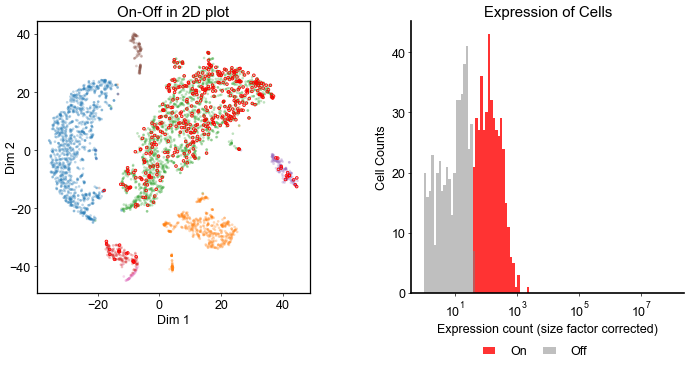 On-Off in 2D plot
Dim 2
40
20
0
−20
−40
−20
0
20
40
Dim 1
Expression of Cells
Cell Counts
40
30
20
10
0
10^1
10^3
10^5
10^7
Expression count (size factor corrected)
On
Off